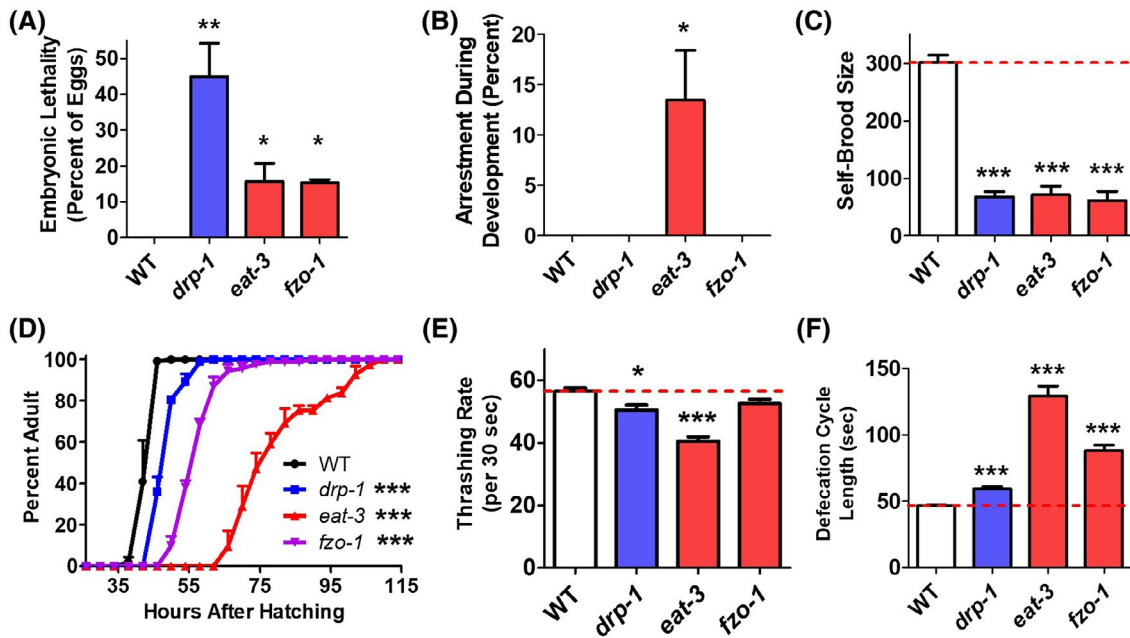 (A)
Embryonic Lethality
(Percent of Eggs)
50
40
30
20
10
0
**
*
*
WT
drp-1
eat-3
fzo-1
(B)
Arrestment During
Development (Percent)
20
15
10
5
0
*
WT
drp-1
eat-3
fzo-1
(C)
Self-Brood Size
300
200
100
0
***
***
***
WT
drp-1
eat-3
fzo-1
(D)
Percent Adult
100
80
60
40
20
0
WT
drp-1 ***
eat-3 ***
fzo-1 ***
35
55
75
95
115
Hours After Hatching
(E)
Thrashing Rate
(per 30 sec)
60
40
20
0
*
***
WT
drp-1
eat-3
fzo-1
(F)
Defecation Cycle
Length (sec)
150
100
50
0
***
***
***
WT
drp-1
eat-3
fzo-1